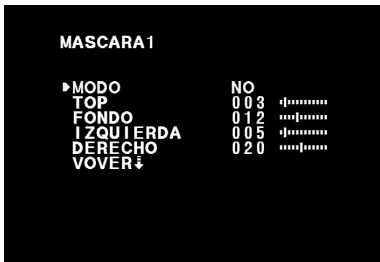 MASCARA1
MODO NO
TOP 003
FONDO 012
IZQUIERDA 005
DERECHO 020
VOVER